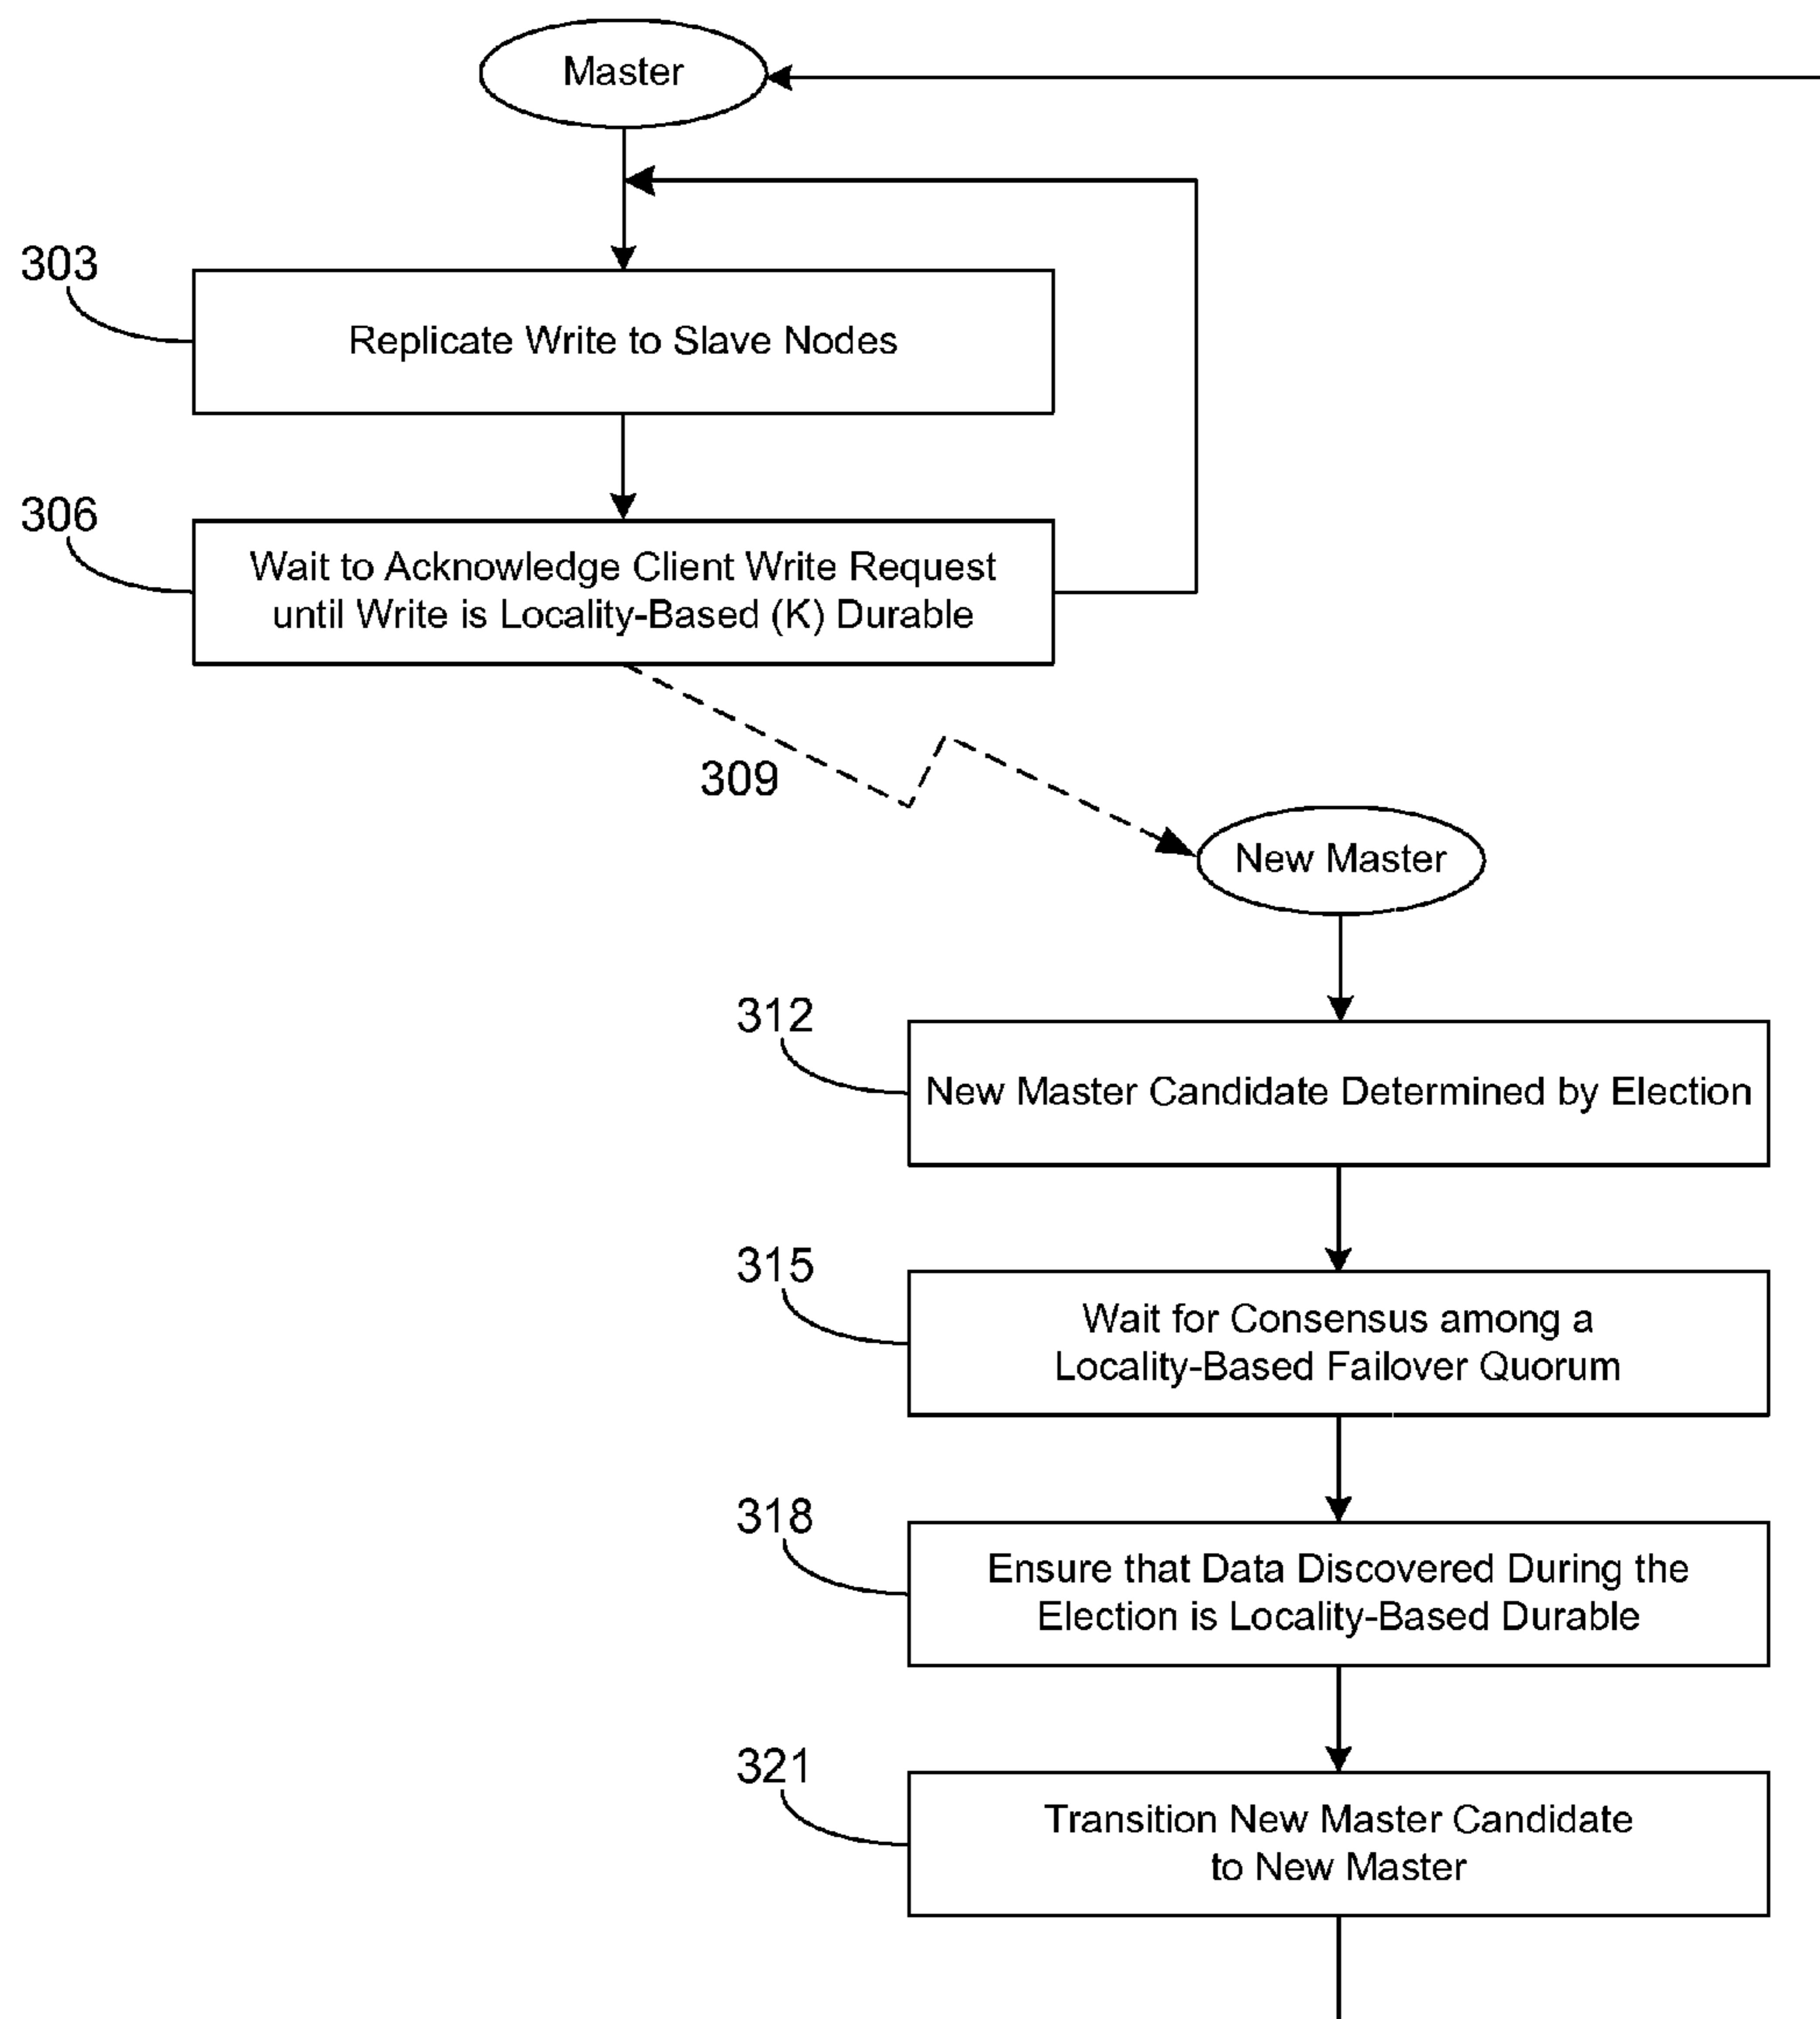 Master
303
Replicate Write to Slave Nodes
306
Wait to Acknowledge Client Write Request
until Write is Locality-Based (K) Durable
309
New Master
312
New Master Candidate Determined by Election
315
Wait for Consensus among a
Locality-Based Failover Quorum
318
Ensure that Data Discovered During the
Election is Locality-Based Durable
321
Transition New Master Candidate
to New Master